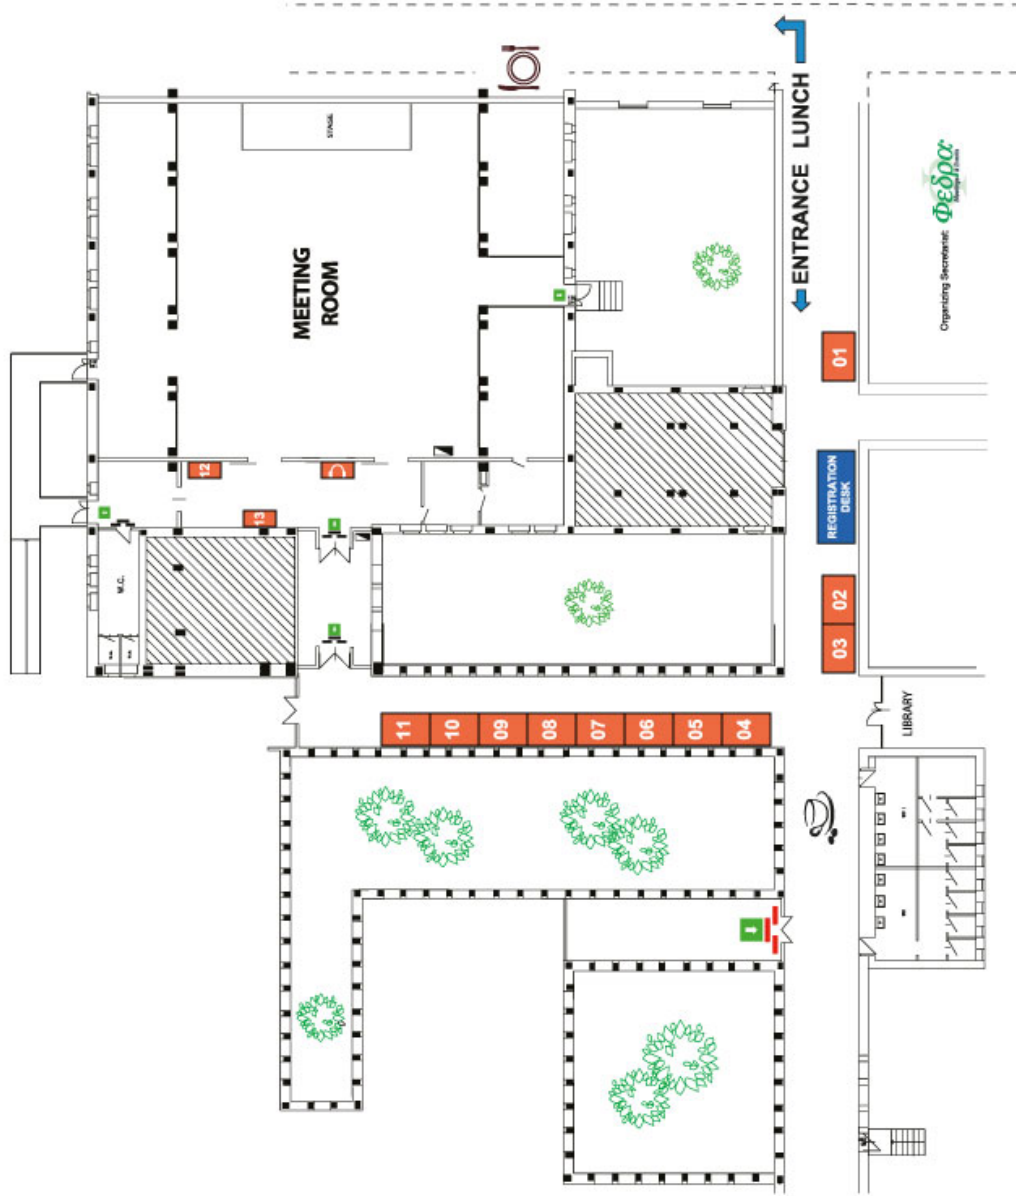 STAGE
MEETING
ROOM
ENTRANCE LUNCH
Organizing Secretariat:
Φεδρα
01
REGISTRATION
DESK
02
03
12
13
W.C.
11
10
09
08
07
06
05
04
LIBRARY